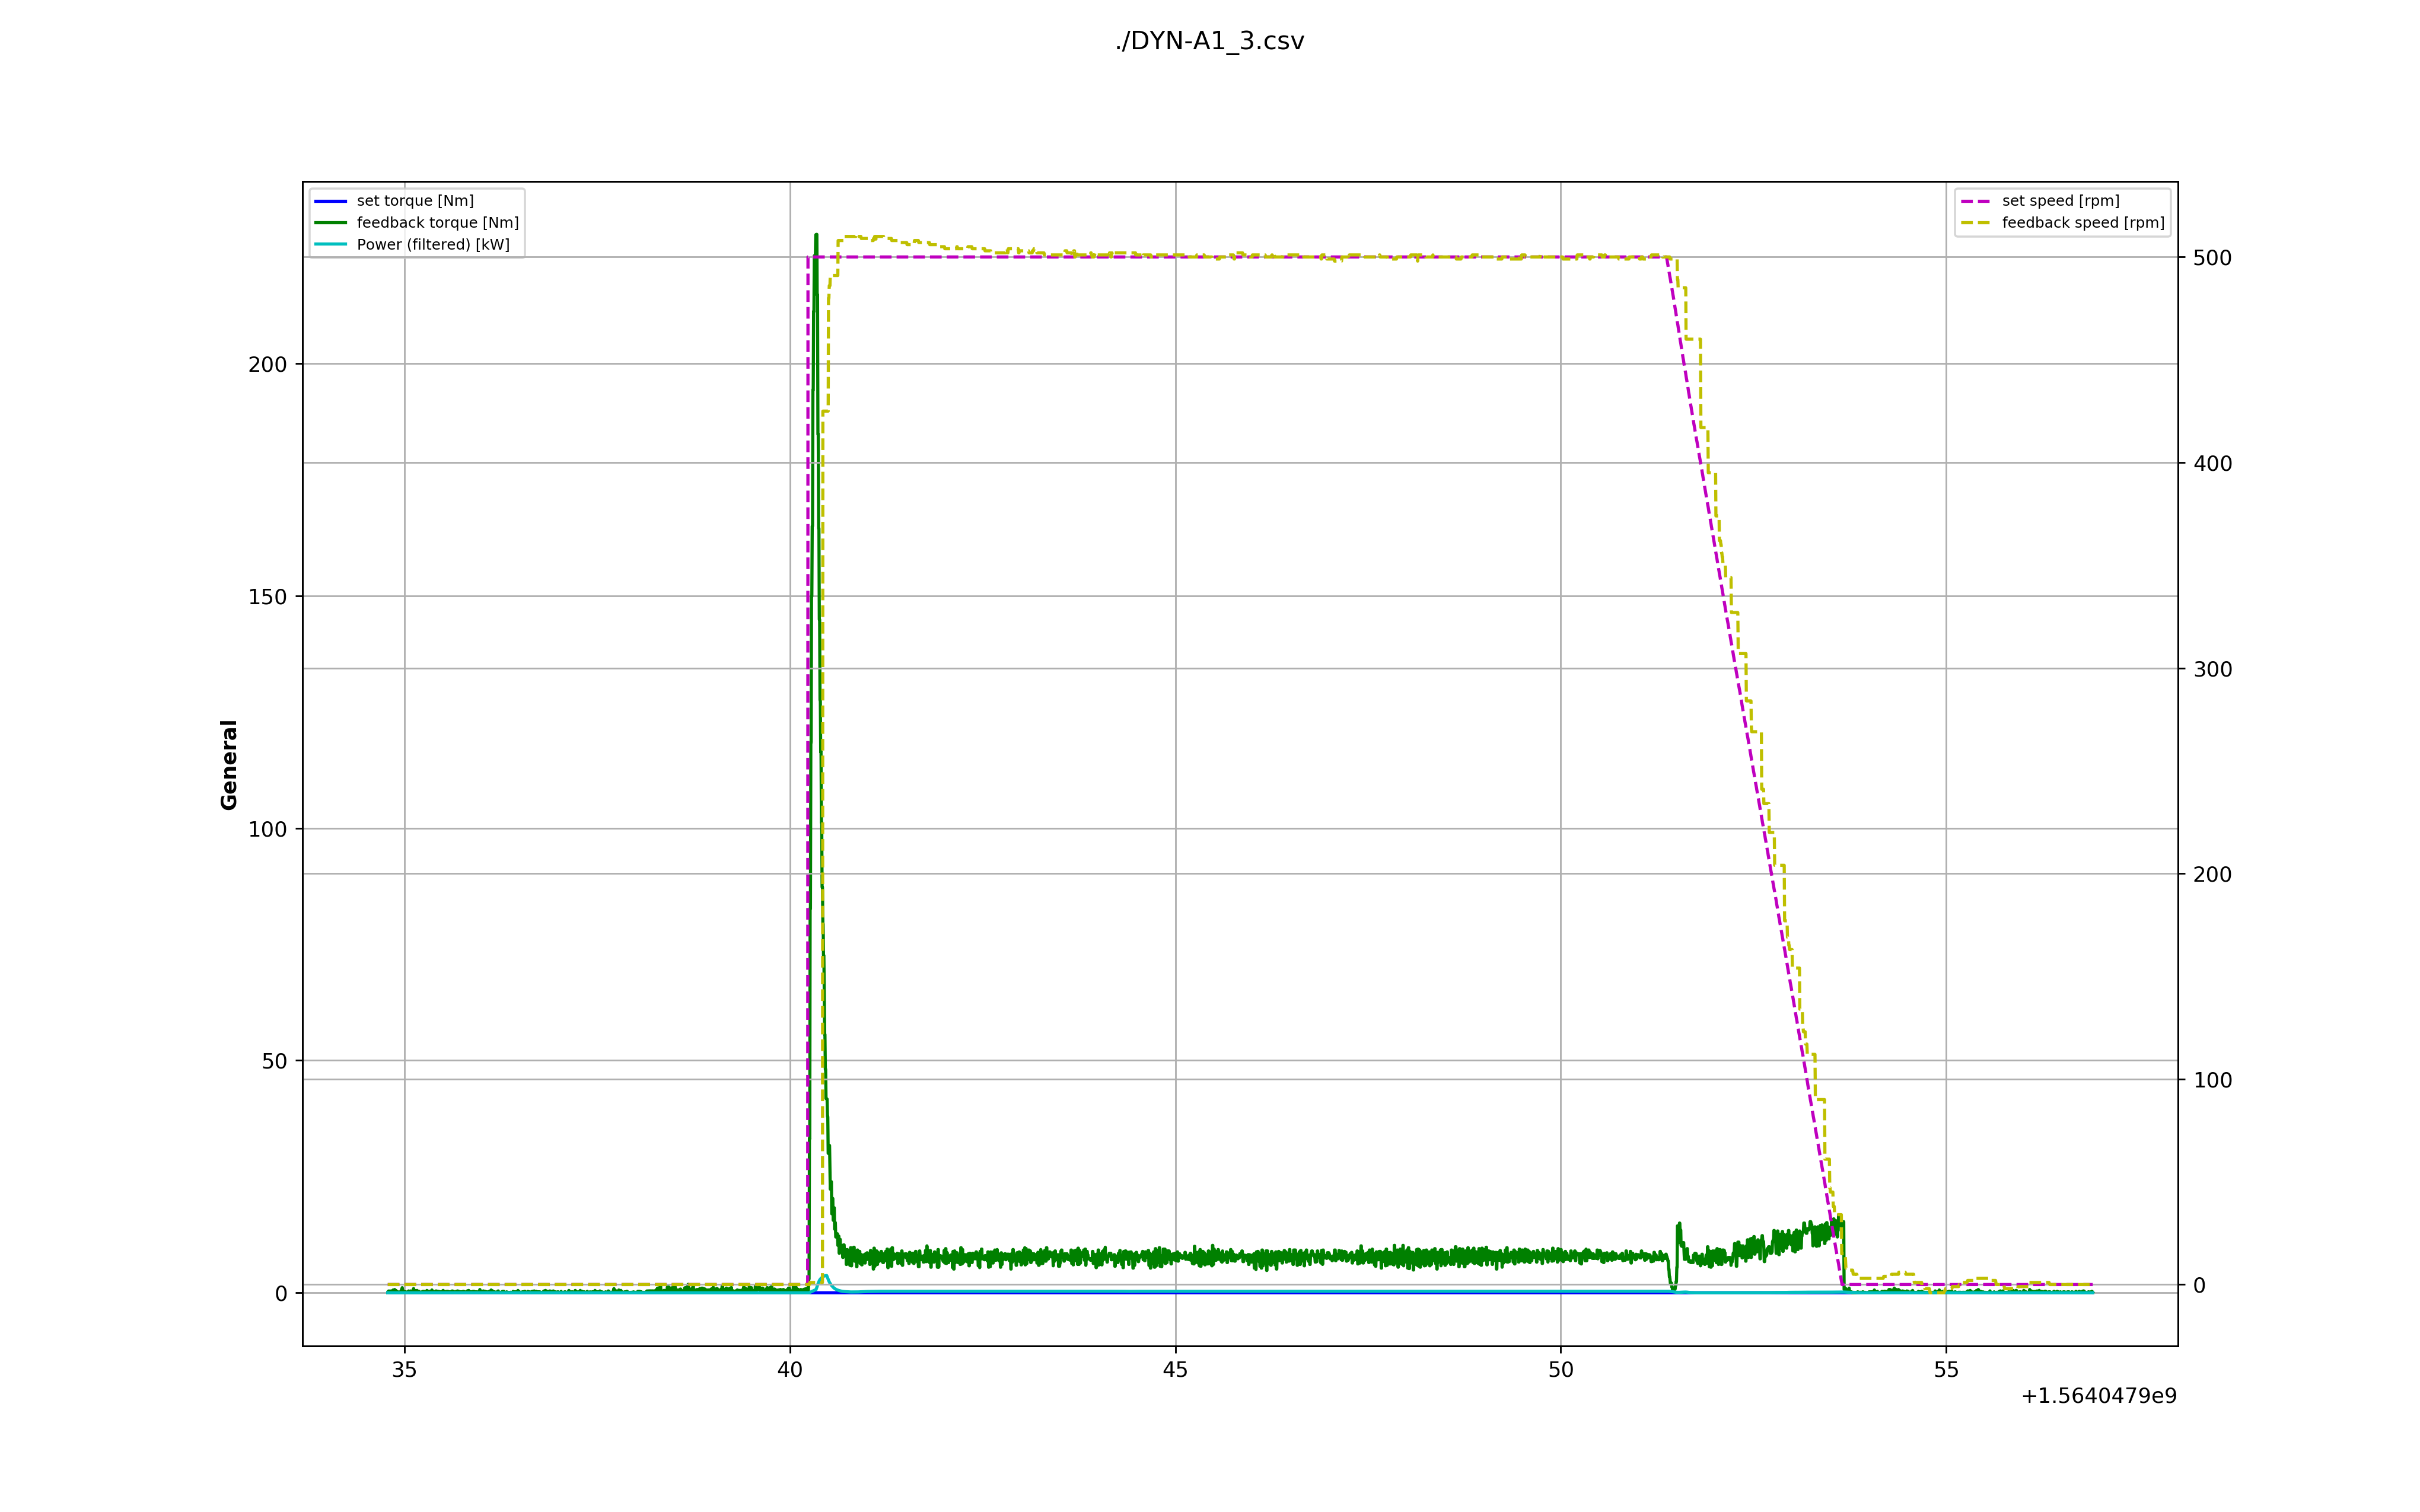 ./DYN-A1_3.csv
set torque [Nm]
feedback torque [Nm]
Power (filtered) [kW]
set speed [rpm]
feedback speed [rpm]
General
200
150
100
50
0
500
400
300
200
100
0
35 40 45 50 55
+1.5640479e9